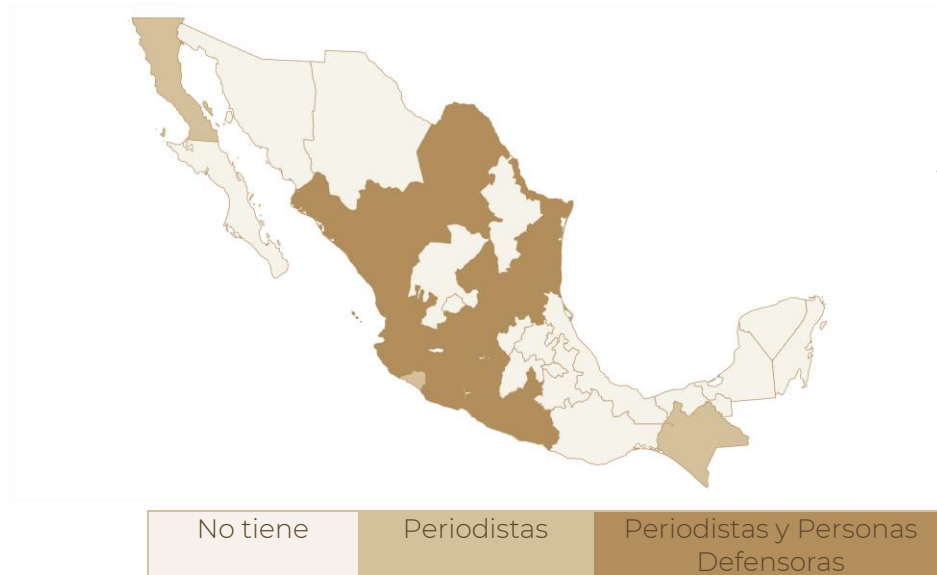 No tiene
Periodistas
Periodistas y Personas
Defensoras